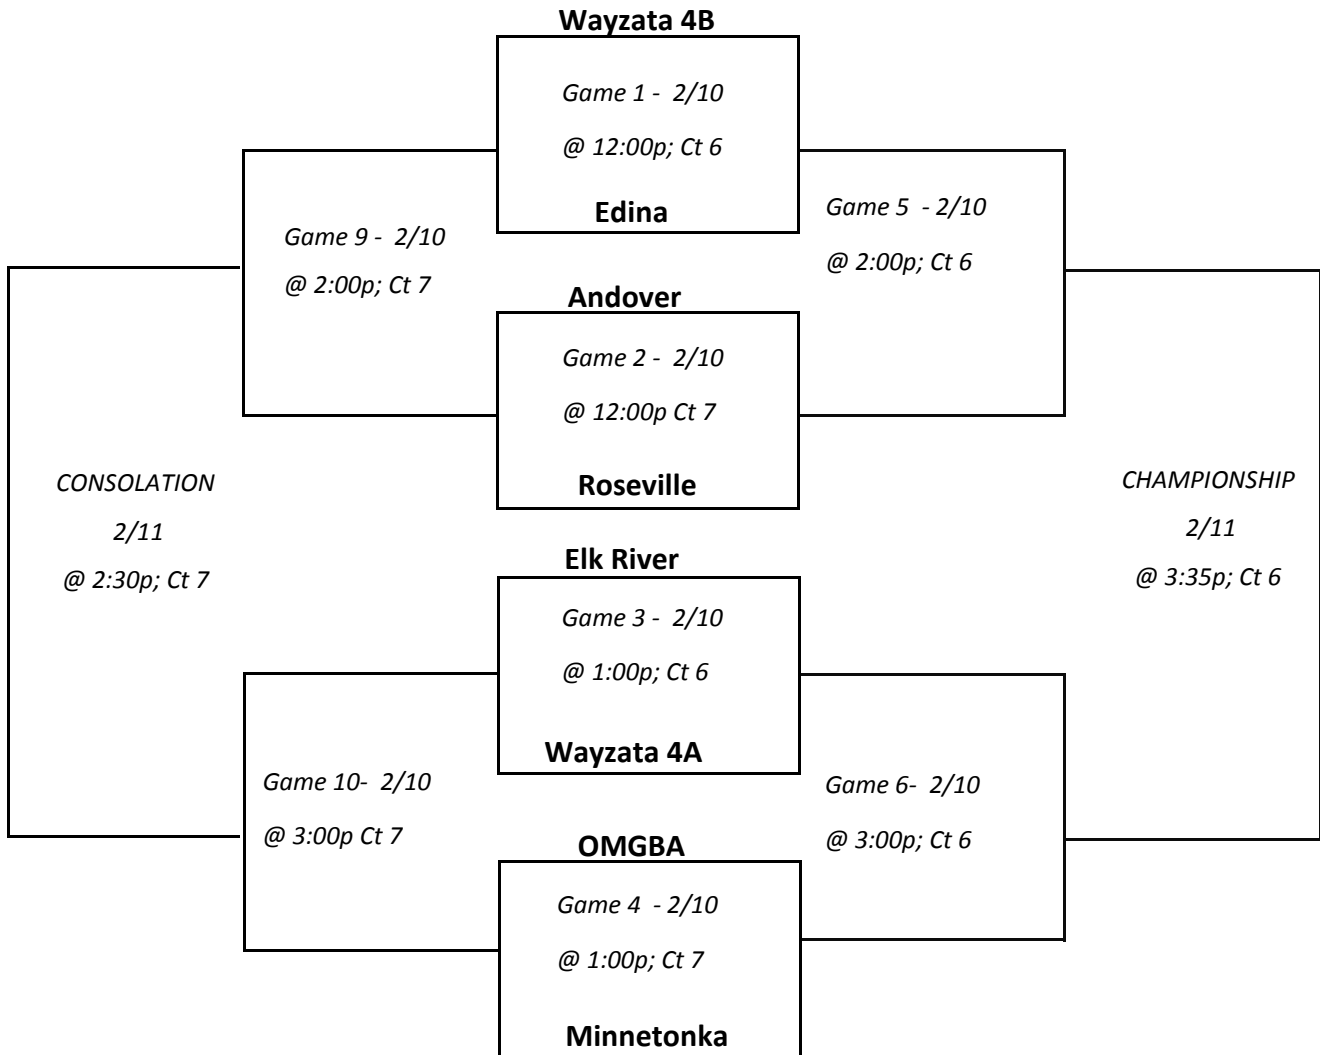 Wayzata 4B
Game 1 - 2/10
@ 12:00p; Ct 6
Edina
Game 5 - 2/10
@ 2:00p; Ct 6
Game 9 - 2/10
@ 2:00p; Ct 7
Andover
Game 2 - 2/10
@ 12:00p Ct 7
Roseville
CONSOLATION
2/11
@ 2:30p; Ct 7
CHAMPIONSHIP
2/11
@ 3:35p; Ct 6
Elk River
Game 3 - 2/10
@ 1:00p; Ct 6
Wayzata 4A
Game 10- 2/10
@ 3:00p Ct 7
Game 6- 2/10
@ 3:00p; Ct 6
OMGBA
Game 4 - 2/10
@ 1:00p; Ct 7
Minnetonka